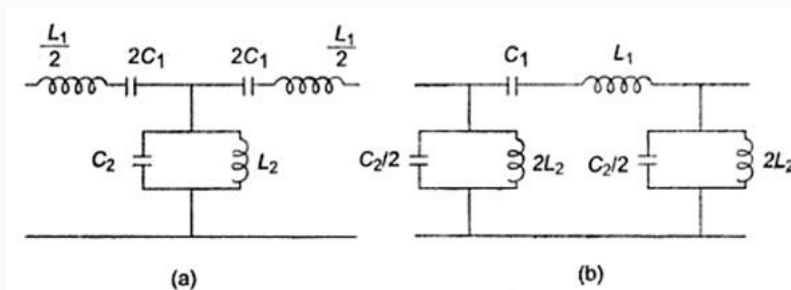 L₁/2
2C₁
2C₁
L₁/2
C₂
L₂
(a)
C₁
L₁
C₂/2
2L₂
C₂/2
2L₂
(b)